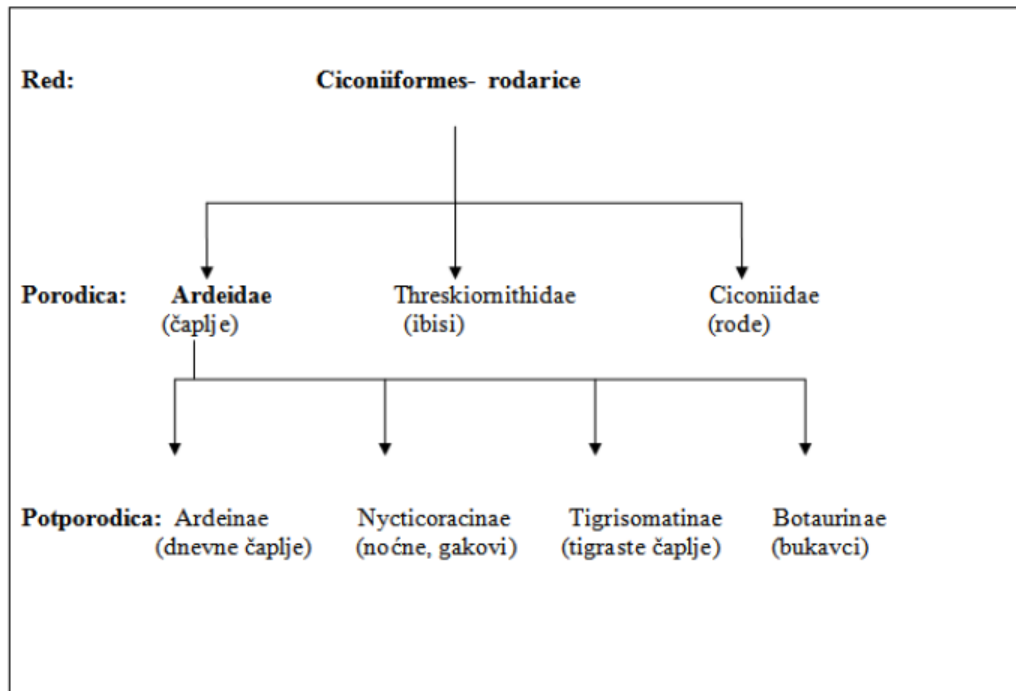 Red: Ciconiiformes- rodarice
Porodica: Ardeidae Threskiornithidae Ciconiidae
(čaplje) (ibisi) (rode)
Potporodica: Ardeinae Nycticoracinae Tigrisomatinae Botaurinae
(dnevne čaplje) (noćne, gakovi) (tigraste čaplje) (bukavci)